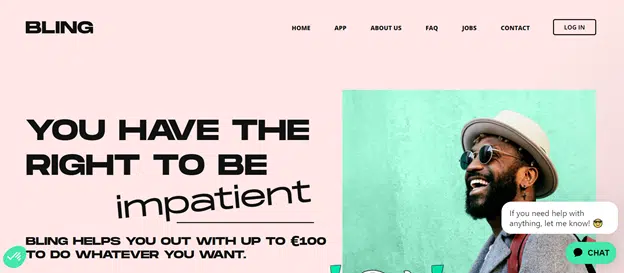 BLING
HOME APP ABOUT US FAQ JOBS CONTACT LOG IN
YOU HAVE THE
RIGHT TO BE
impatient
BLING HELPS YOU OUT WITH UP TO €100
TO DO WHATEVER YOU WANT.
If you need help with
anything, let me know! 😎
CHAT